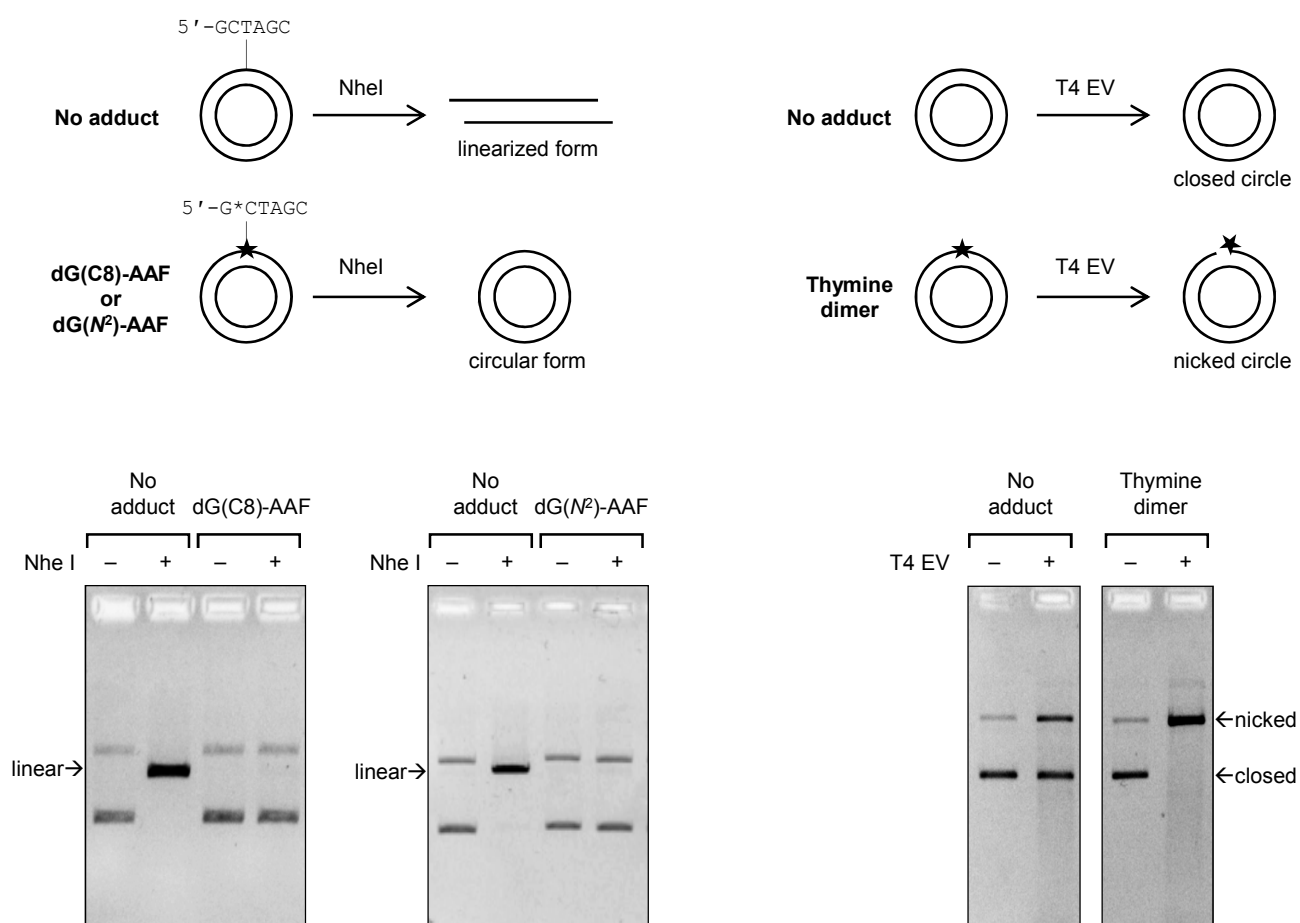 5′-GCTAGC
No adduct
NheI
linearized form
5′-G*CTAGC
dG(C8)-AAF
or
dG(N²)-AAF
NheI
circular form
No adduct
T4 EV
closed circle
Thymine
dimer
T4 EV
nicked circle
No
adduct
dG(C8)-AAF
Nhe I
– + – +
linear→
No
adduct
dG(N²)-AAF
Nhe I
– + – +
linear→
No
adduct
Thymine
dimer
T4 EV
– + – +
←nicked
←closed